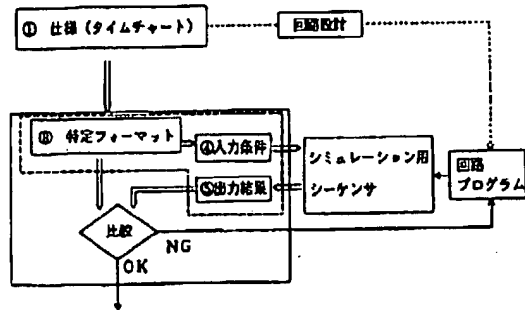 ① 仕様(タイムチャート)
回路設計
③ 特定フォーマット
④入力条件
シミュレーション用
シーケンサ
⑤出力結果
回路
プログラム
比較
NG
OK